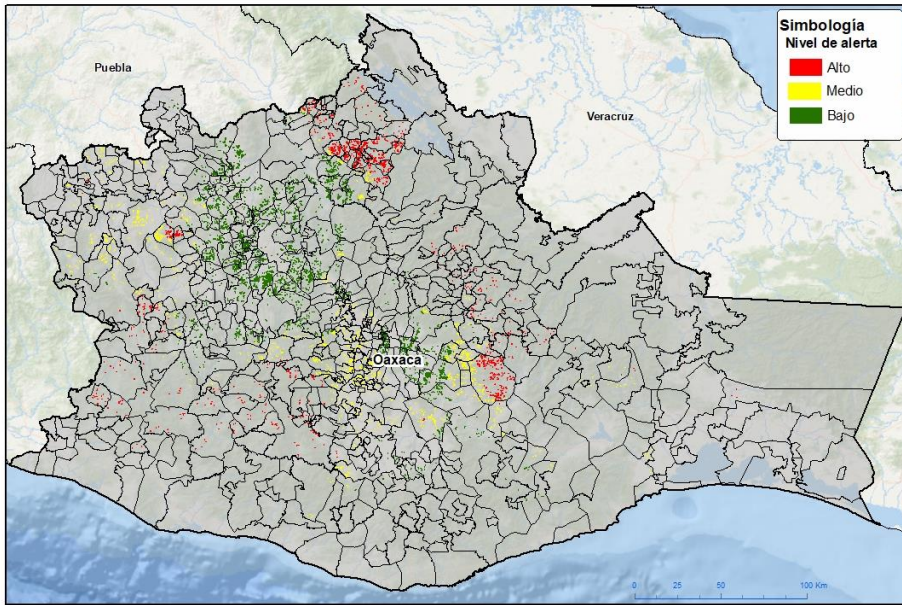 Simbología
Nivel de alerta
Alto
Medio
Bajo
Puebla
Veracruz
Oaxaca
0 25 50 100 Km